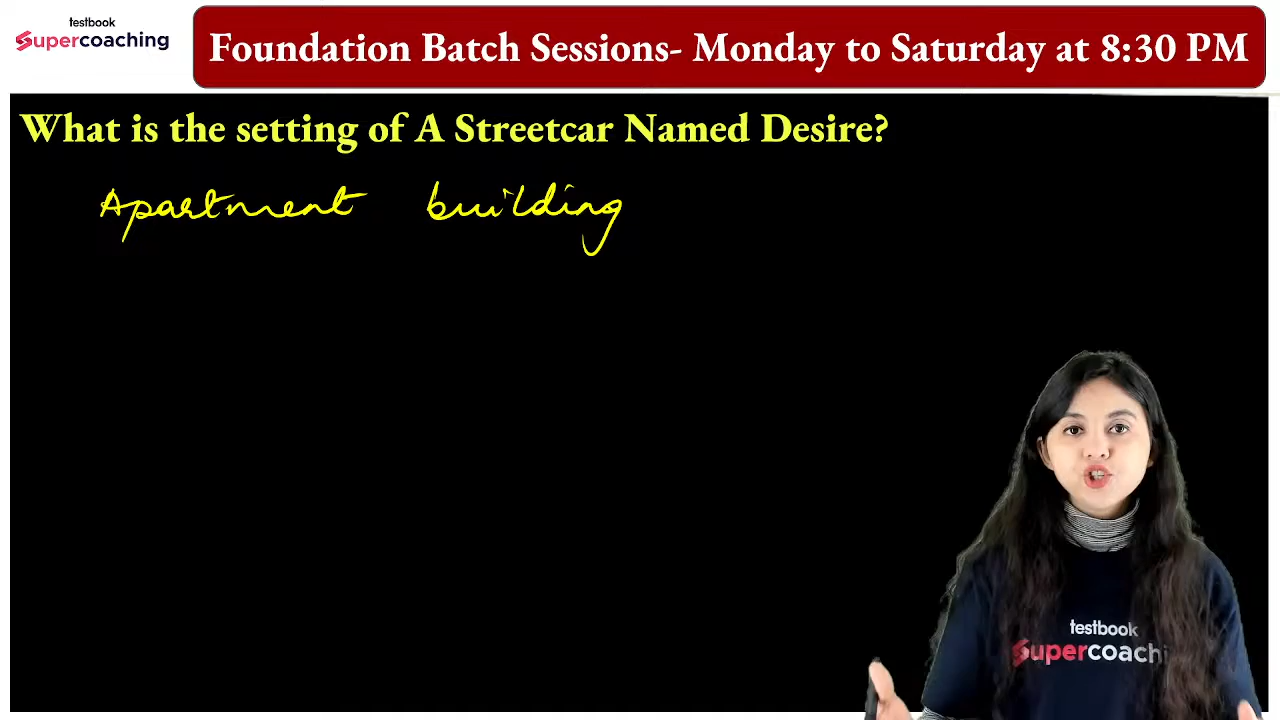 testbook
Supercoaching
Foundation Batch Sessions- Monday to Saturday at 8:30 PM
What is the setting of A Streetcar Named Desire?
Apartment building
testbook
Supercoachi